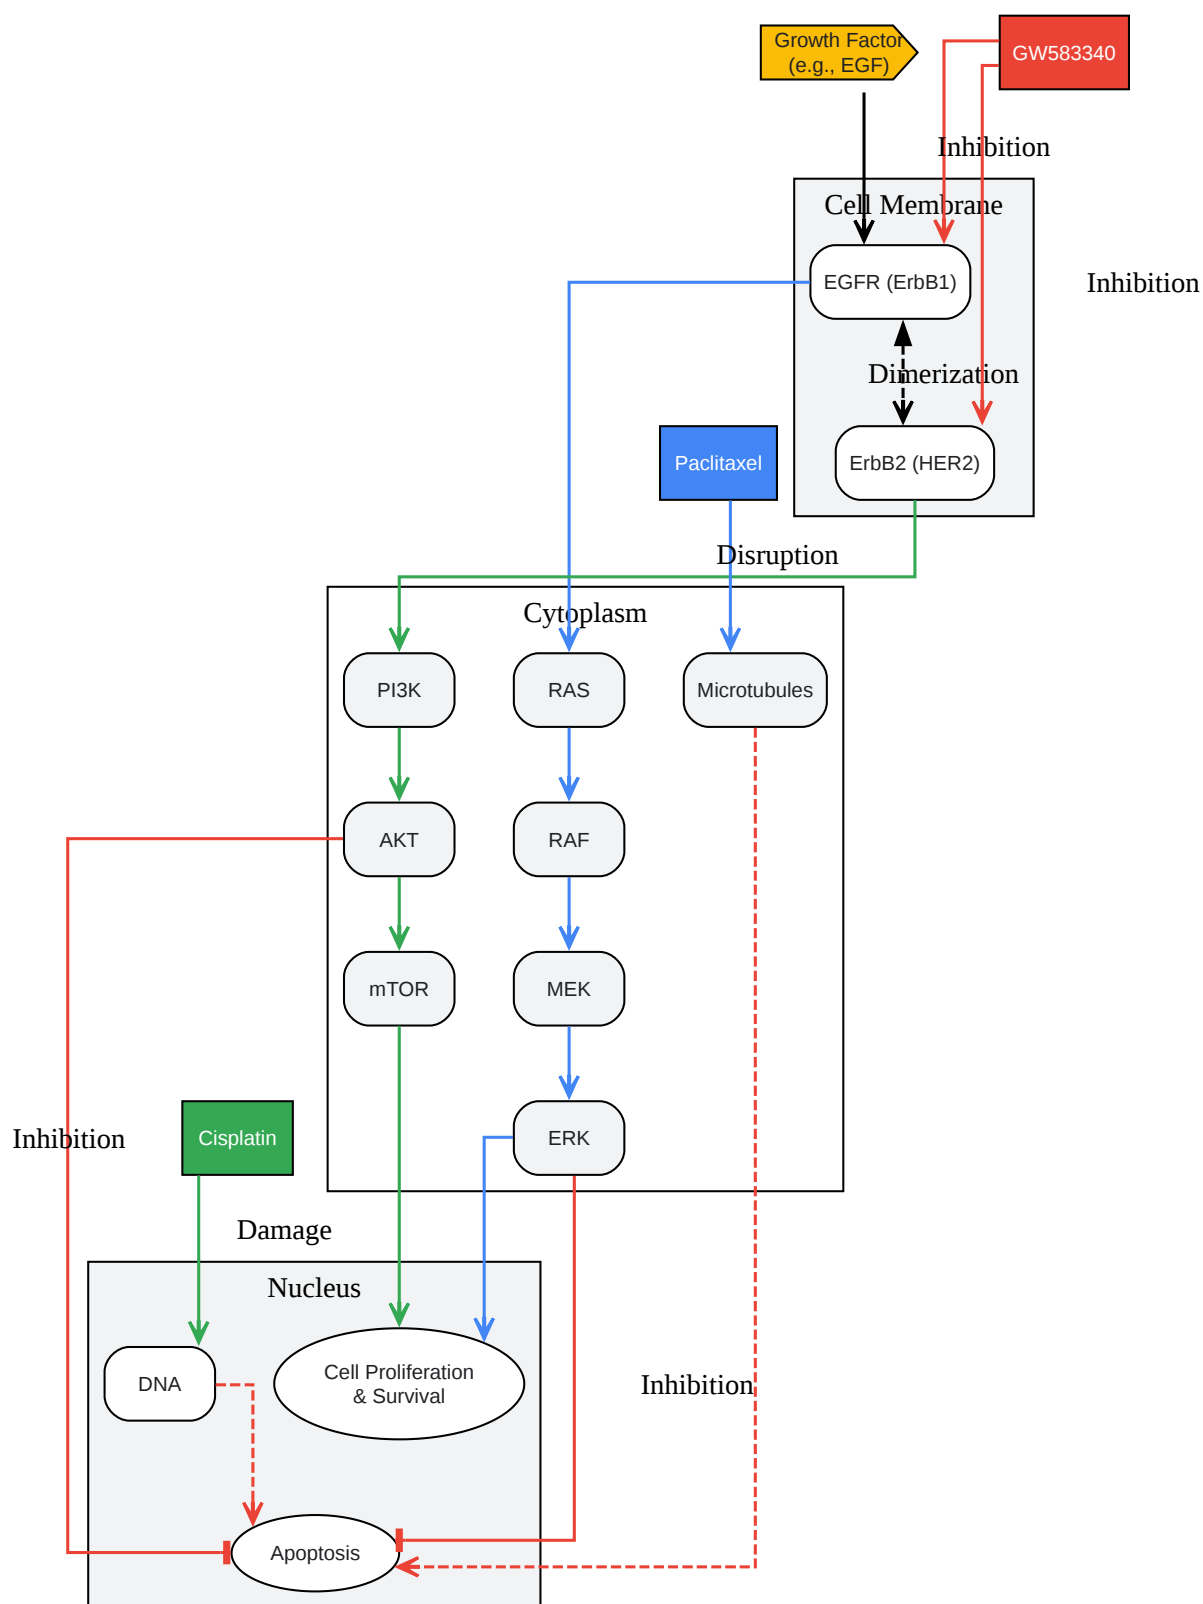 Growth Factor
(e.g., EGF)
GW583340
Inhibition
Cell Membrane
EGFR (ErbB1)
Inhibition
Dimerization
Paclitaxel
ErbB2 (HER2)
Disruption
Cytoplasm
PI3K
RAS
Microtubules
AKT
RAF
mTOR
MEK
Inhibition
Cisplatin
ERK
Damage
Nucleus
DNA
Cell Proliferation
& Survival
Inhibition
Apoptosis